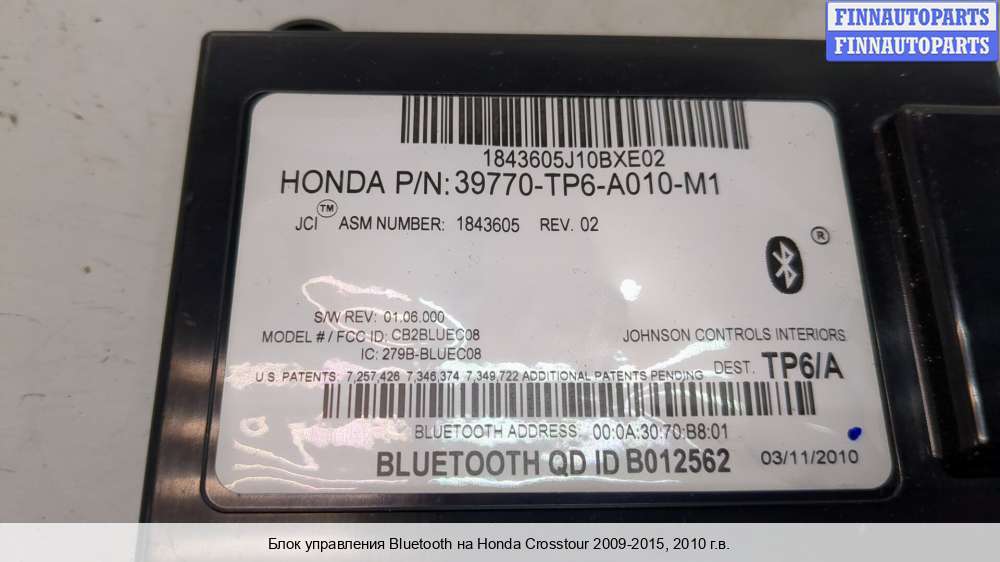 FINNAUTOPARTS
FINNAUTOPARTS
1843605J10BXE02
HONDA P/N: 39770-TP6-A010-M1
JCI™ ASM NUMBER: 1843605 REV. 02
®
S/W REV: 01.06.000
MODEL # / FCC ID: CB2BLUEC08
JOHNSON CONTROLS INTERIORS
IC: 279B-BLUEC08
DEST. TP6/A
U.S. PATENTS: 7,257,426 7,346,374 7,349,722 ADDITIONAL PATENTS PENDING
BLUETOOTH ADDRESS: 00:0A:30:70:B8:01
BLUETOOTH QD ID B012562
03/11/2010
Блок управления Bluetooth на Honda Crosstour 2009-2015, 2010 г.в.